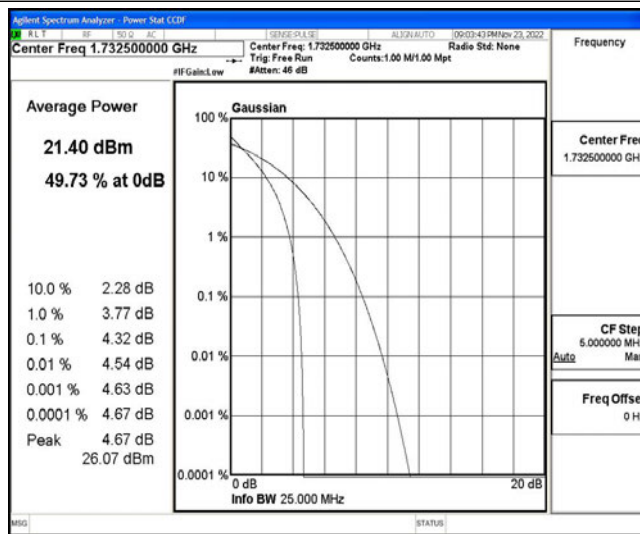 Agilent Spectrum Analyzer - Power Stat CCDF
RLT RF 50 Ω AC SENSE:PULSE ALIGN AUTO 09:03:43 PM Nov 23, 2022
Center Freq 1.732500000 GHz
Center Freq: 1.732500000 GHz Radio Std: None
Trig: Free Run Counts:1.00 M/1.00 Mpt
#IFGain:Low #Atten: 46 dB
Frequency
Average Power
21.40 dBm
49.73 % at 0dB
10.0 % 2.28 dB
1.0 % 3.77 dB
0.1 % 4.32 dB
0.01 % 4.54 dB
0.001 % 4.63 dB
0.0001 % 4.67 dB
Peak 4.67 dB
26.07 dBm
Gaussian
100 %
10 %
1 %
0.1 %
0.01 %
0.001 %
0.0001 %
0 dB 20 dB
Info BW 25.000 MHz
Center Fre
1.732500000 GH
CF Step
5.000000 MH
Auto Ma
Freq Offse
0 H
MSG STATUS